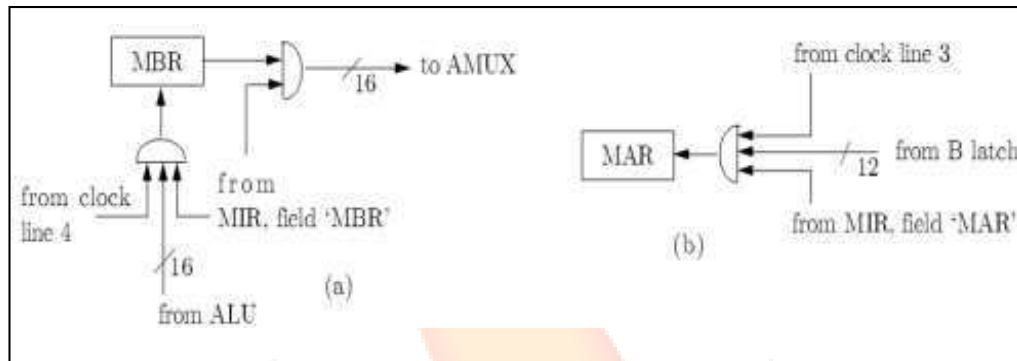 MBR
16
to AMUX
from clock
line 4
from
MIR, field 'MBR'
16
from ALU
(a)
from clock line 3
MAR
12
from B latch
from MIR, field 'MAR'
(b)